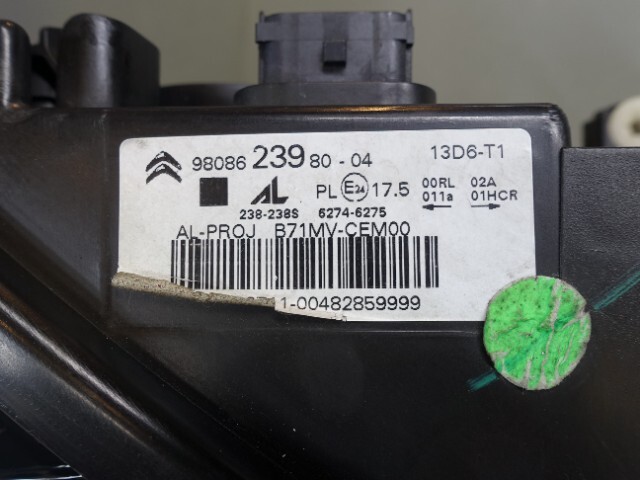 98086 239 80 - 04 13D6-T1
AL PL E24 17.5 00RL 02A
011a 01HCR
238-238S 6274-6275
AL-PROJ B71MV-CEM00
1-00482859999